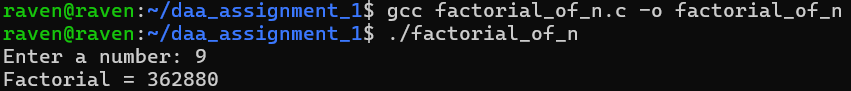 raven@raven:~/daa_assignment_1$ gcc factorial_of_n.c -o factorial_of_n
raven@raven:~/daa_assignment_1$ ./factorial_of_n
Enter a number: 9
Factorial = 362880